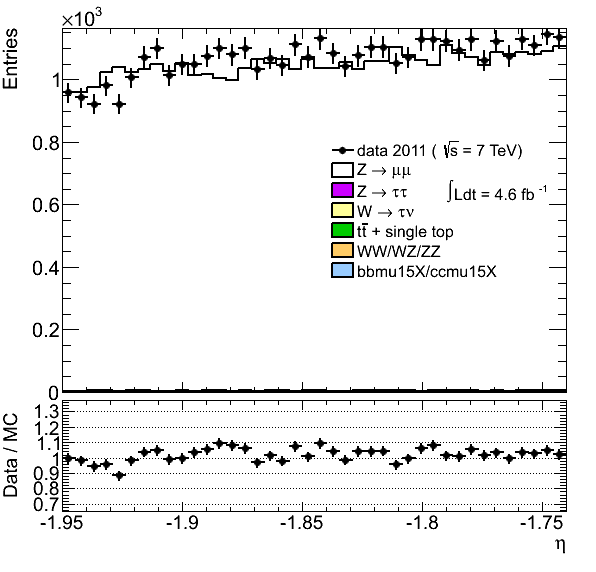 ×10³
Entries
1
0.8
0.6
0.4
0.2
0
data 2011 ( √s = 7 TeV)
Z → μμ
Z → ττ
∫Ldt = 4.6 fb⁻¹
W → τν
tt̄ + single top
WW/WZ/ZZ
bbmu15X/ccmu15X
Data / MC
1.3
1.2
1.1
1
0.9
0.8
0.7
-1.95 -1.9 -1.85 -1.8 -1.75
η